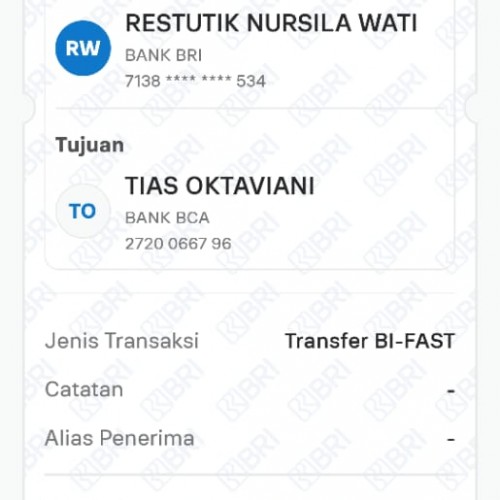 RW
RESTUTIK NURSILA WATI
BANK BRI
7138 **** **** 534
Tujuan
TO
TIAS OKTAVIANI
BANK BCA
2720 0667 96
Jenis Transaksi Transfer BI-FAST
Catatan -
Alias Penerima -
BRI